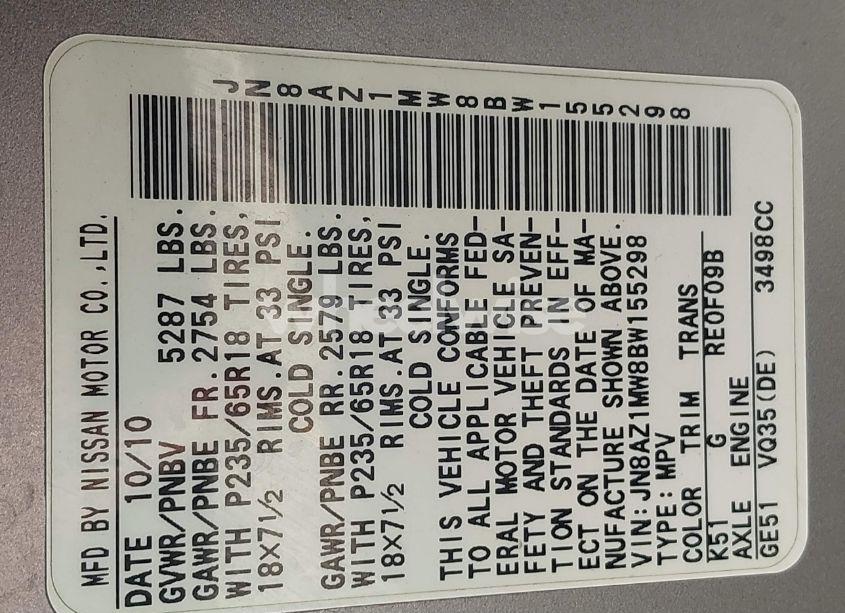 MFD BY NISSAN MOTOR CO.,LTD.
JN8AZ1MW8BW155298
DATE 10/10
GVWR/PNBV 5287 LBS.
GAWR/PNBE FR.2754 LBS.
WITH P235/65R18 TIRES,
18×7½ RIMS.AT 33 PSI
COLD SINGLE.
GAWR/PNBE RR.2579 LBS.
WITH P235/65R18 TIRES,
18×7½ RIMS.AT 33 PSI
COLD SINGLE.
THIS VEHICLE CONFORMS
TO ALL APPLICABLE FED-
ERAL MOTOR VEHICLE SA-
FETY AND THEFT PREVEN-
TION STANDARDS IN EFF-
ECT ON THE DATE OF MA-
NUFACTURE SHOWN ABOVE.
VIN:JN8AZ1MW8BW155298
TYPE:MPV
COLOR TRIM TRANS
K51 G RE0F09B
AXLE ENGINE
GE51 VQ35(DE) 3498CC